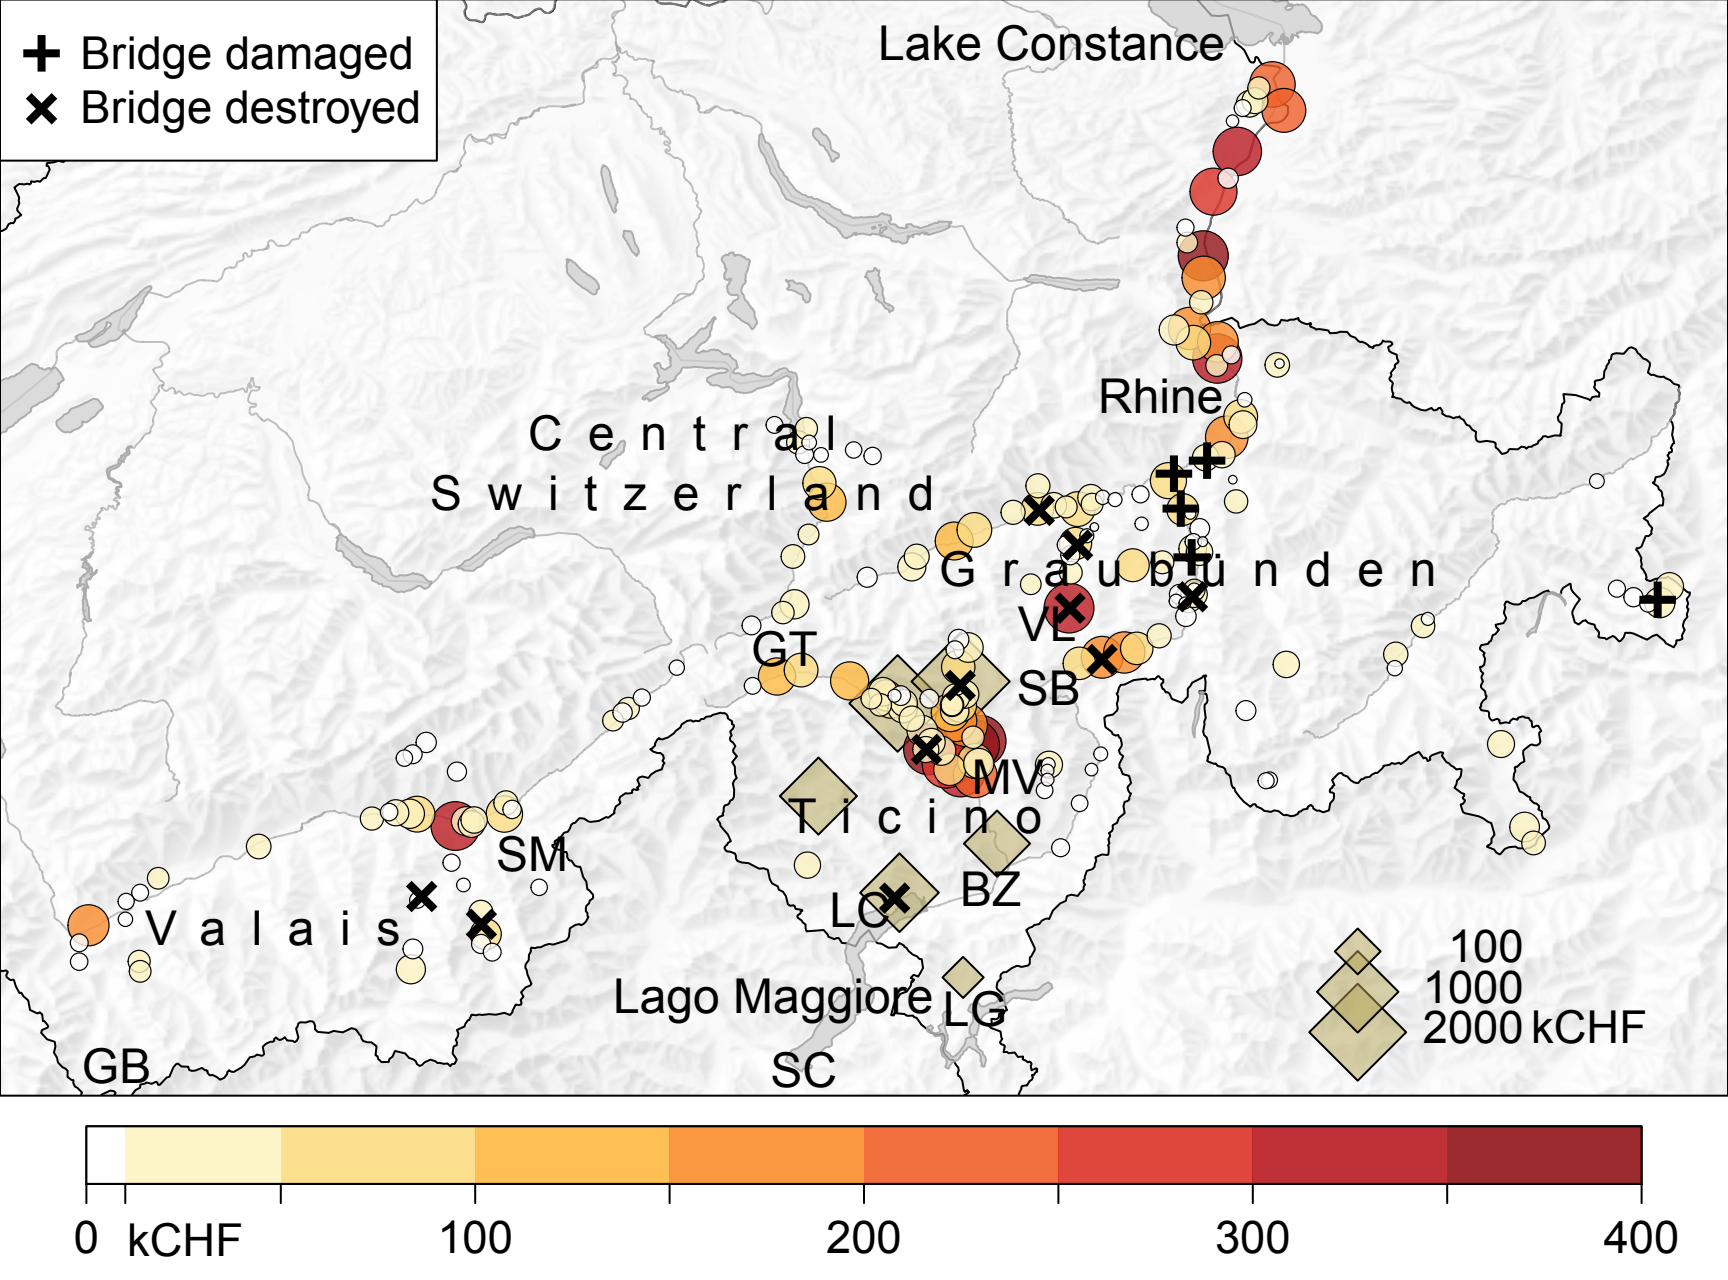 Bridge damaged
Bridge destroyed
Lake Constance
Rhine
Central
Switzerland
Graubünden
VL
GT
SB
MV
Ticino
SM
BZ
LC
Valais
Lago Maggiore
LG
SC
GB
100
1000
2000 kCHF
0 kCHF 100 200 300 400